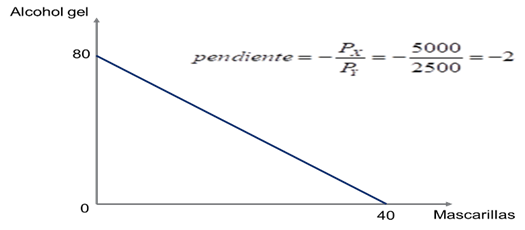 Alcohol gel
80
pendiente = − P_X / P_Y = − 5000 / 2500 = −2
0
40
Mascarillas